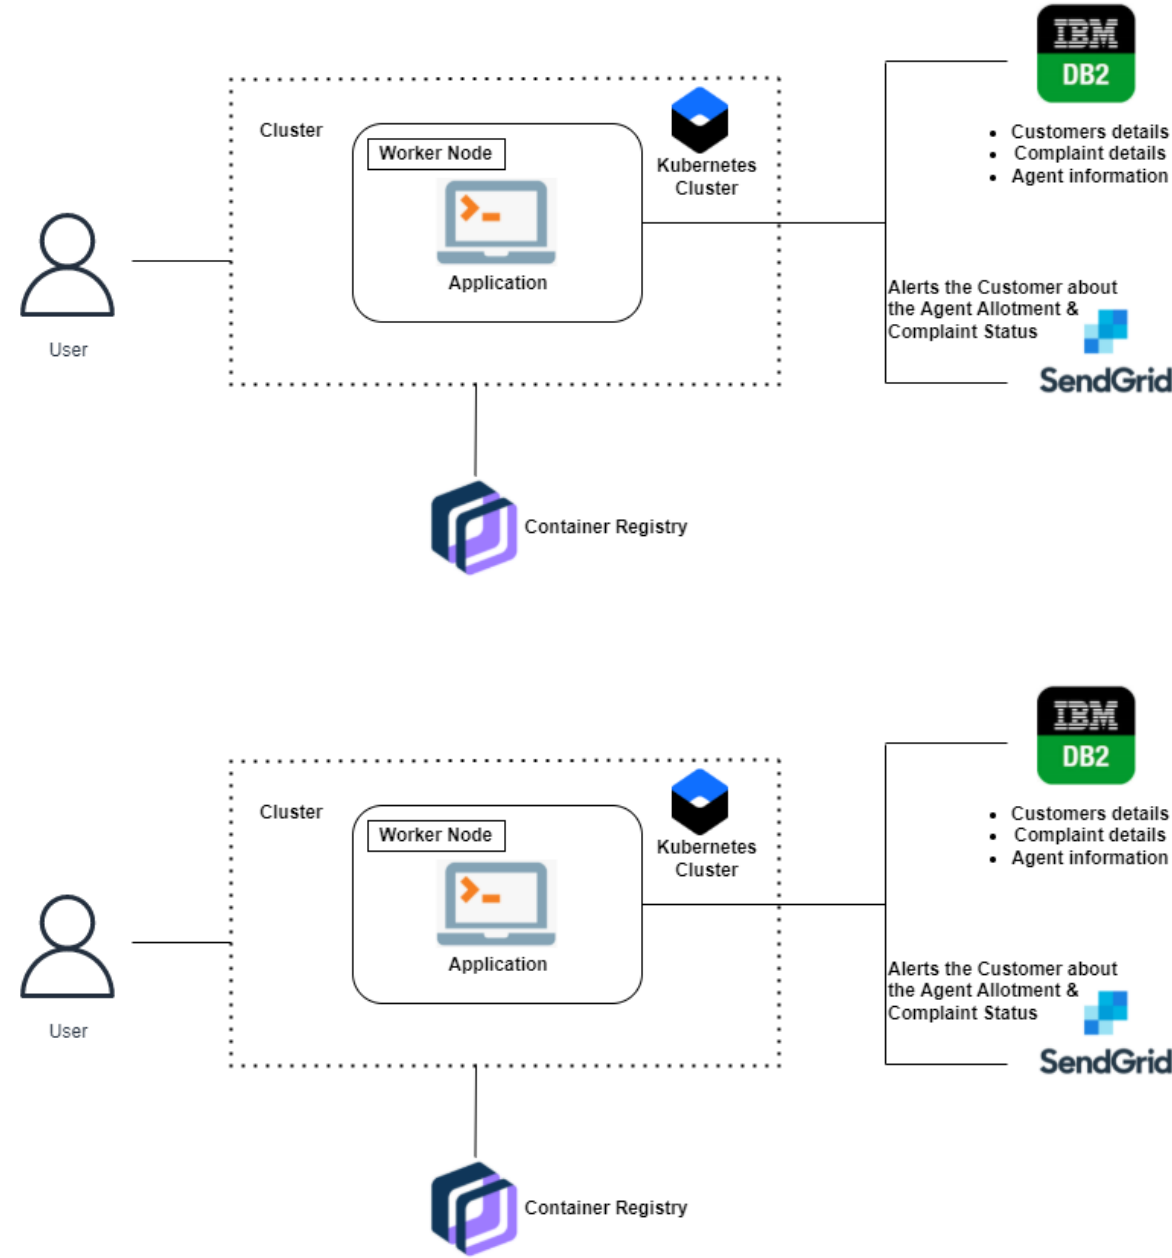 IBM
DB2
Cluster
Worker Node
Kubernetes
Cluster
• Customers details
• Complaint details
• Agent information
Application
Alerts the Customer about
the Agent Allotment &
Complaint Status
User
SendGrid
Container Registry
IBM
DB2
Cluster
Worker Node
Kubernetes
Cluster
• Customers details
• Complaint details
• Agent information
Application
Alerts the Customer about
the Agent Allotment &
Complaint Status
User
SendGrid
Container Registry